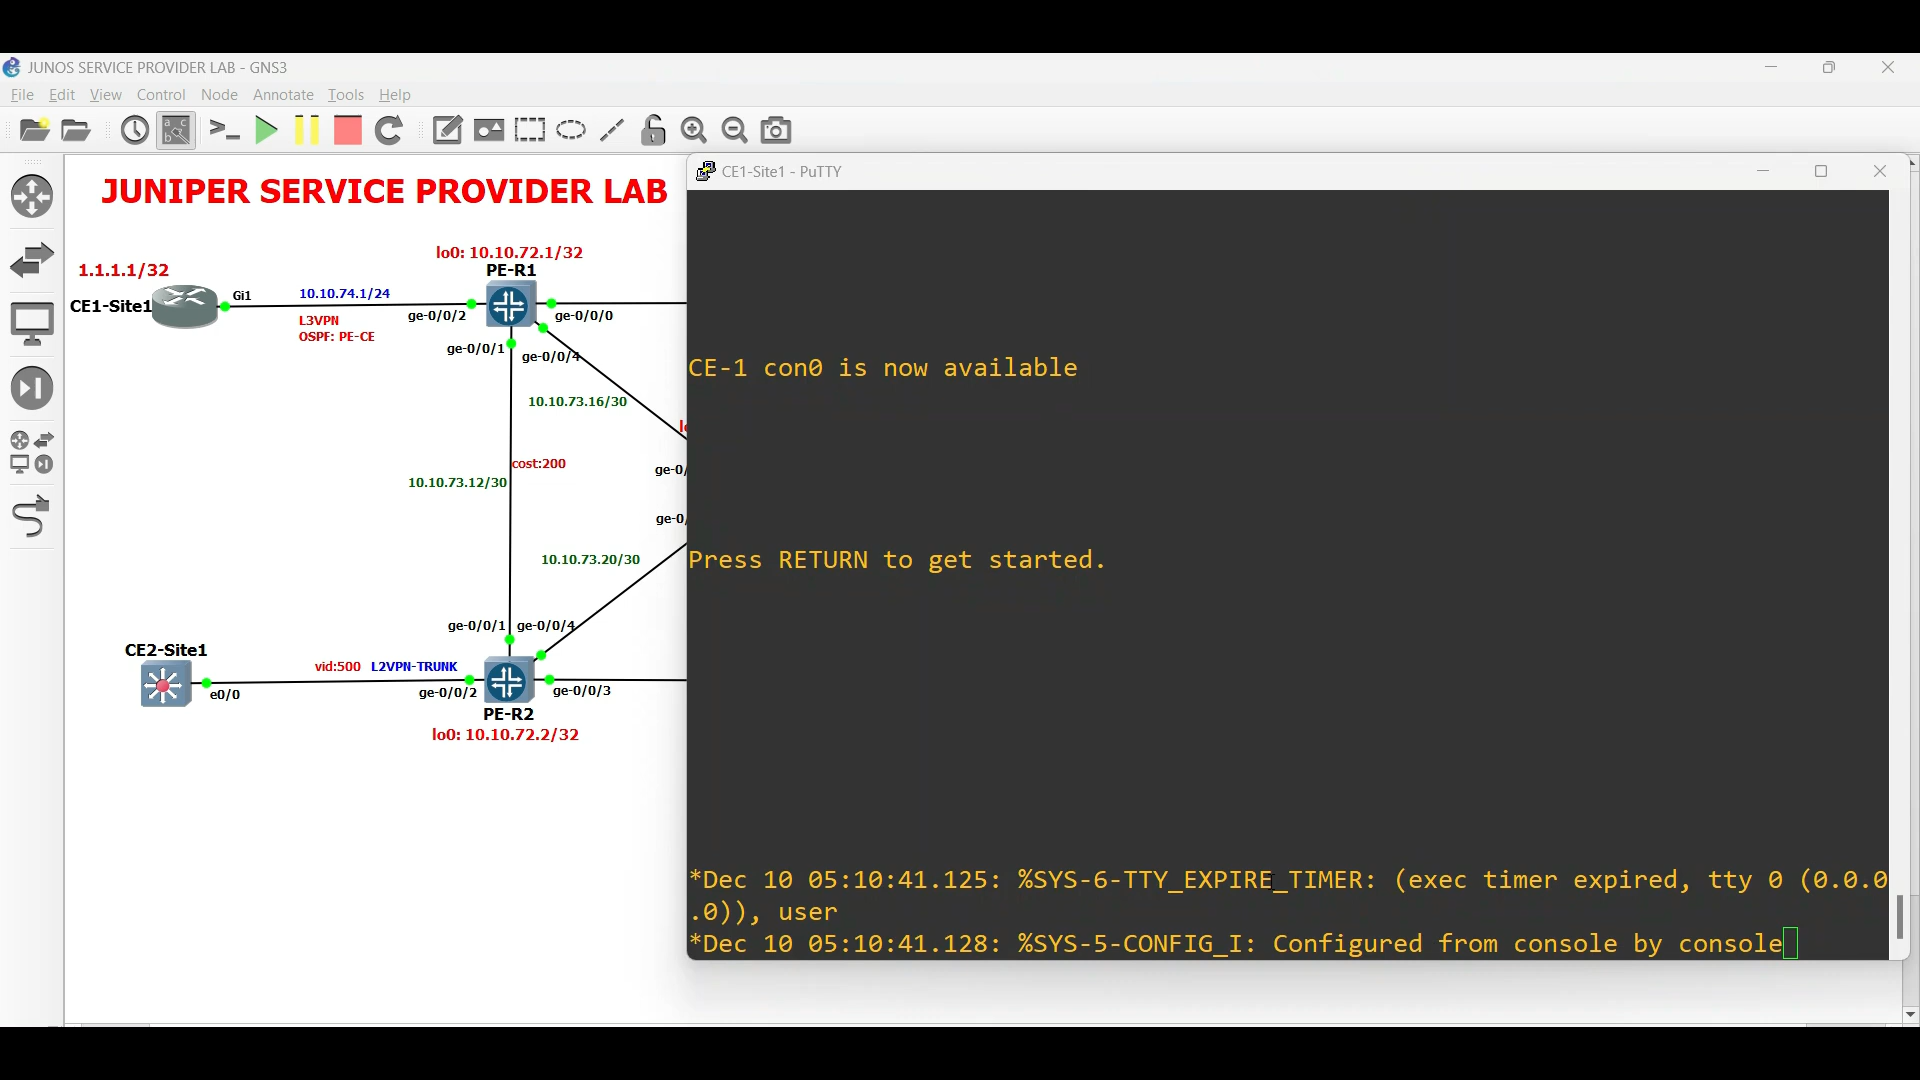 JUNOS SERVICE PROVIDER LAB - GNS3
File Edit View Control Node Annotate Tools Help
JUNIPER SERVICE PROVIDER LAB
lo0: 10.10.72.1/32
PE-R1
1.1.1.1/32
CE1-Site1
Gi1
10.10.74.1/24
L3VPN
OSPF: PE-CE
ge-0/0/2
ge-0/0/0
ge-0/0/1
ge-0/0/4
10.10.73.16/30
cost:200
10.10.73.12/30
ge-0/
ge-0/
10.10.73.20/30
ge-0/0/1
ge-0/0/4
CE2-Site1
vid:500 L2VPN-TRUNK
e0/0
ge-0/0/2
ge-0/0/3
PE-R2
lo0: 10.10.72.2/32
CE1-Site1 - PuTTY
CE-1 con0 is now available
Press RETURN to get started.
*Dec 10 05:10:41.125: %SYS-6-TTY_EXPIRE_TIMER: (exec timer expired, tty 0 (0.0.0
.0)), user
*Dec 10 05:10:41.128: %SYS-5-CONFIG_I: Configured from console by console